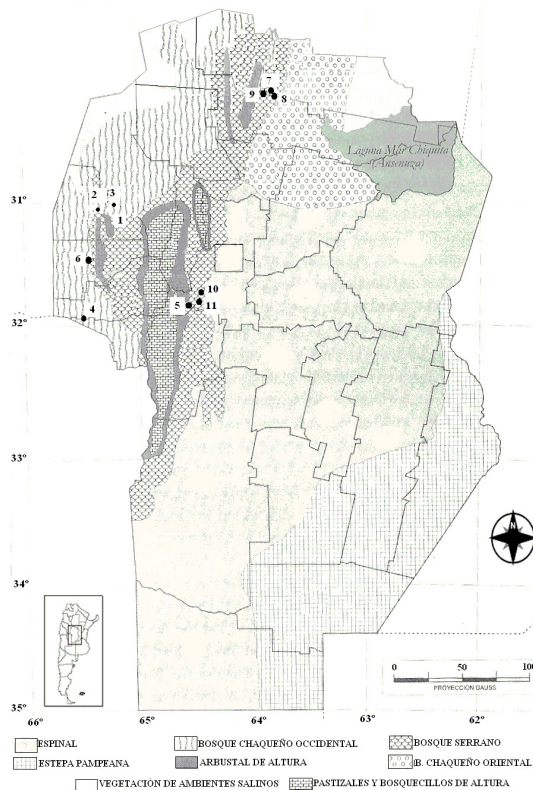 7
9
8
Laguna Mar Chiquita
(Ansenuza)
31°
2
3
1
6
10
5
11
4
32°
33°
N
34°
0 50 100
PROYECCION GAUSS
35°
66° 65° 64° 63° 62°
ESPINAL
BOSQUE CHAQUEÑO OCCIDENTAL
BOSQUE SERRANO
ESTEPA PAMPEANA
ARBUSTAL DE ALTURA
B. CHAQUEÑO ORIENTAL
VEGETACIÓN DE AMBIENTES SALINOS
PASTIZALES Y BOSQUECILLOS DE ALTURA